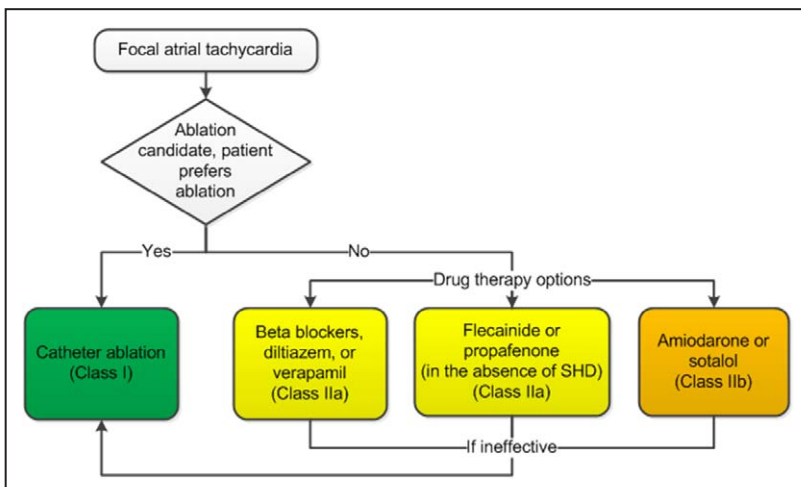 Focal atrial tachycardia
Ablation
candidate, patient
prefers
ablation
Yes
No
Drug therapy options
Catheter ablation
(Class I)
Beta blockers,
diltiazem, or
verapamil
(Class IIa)
Flecainide or
propafenone
(in the absence of SHD)
(Class IIa)
Amiodarone or
sotalol
(Class IIb)
If ineffective